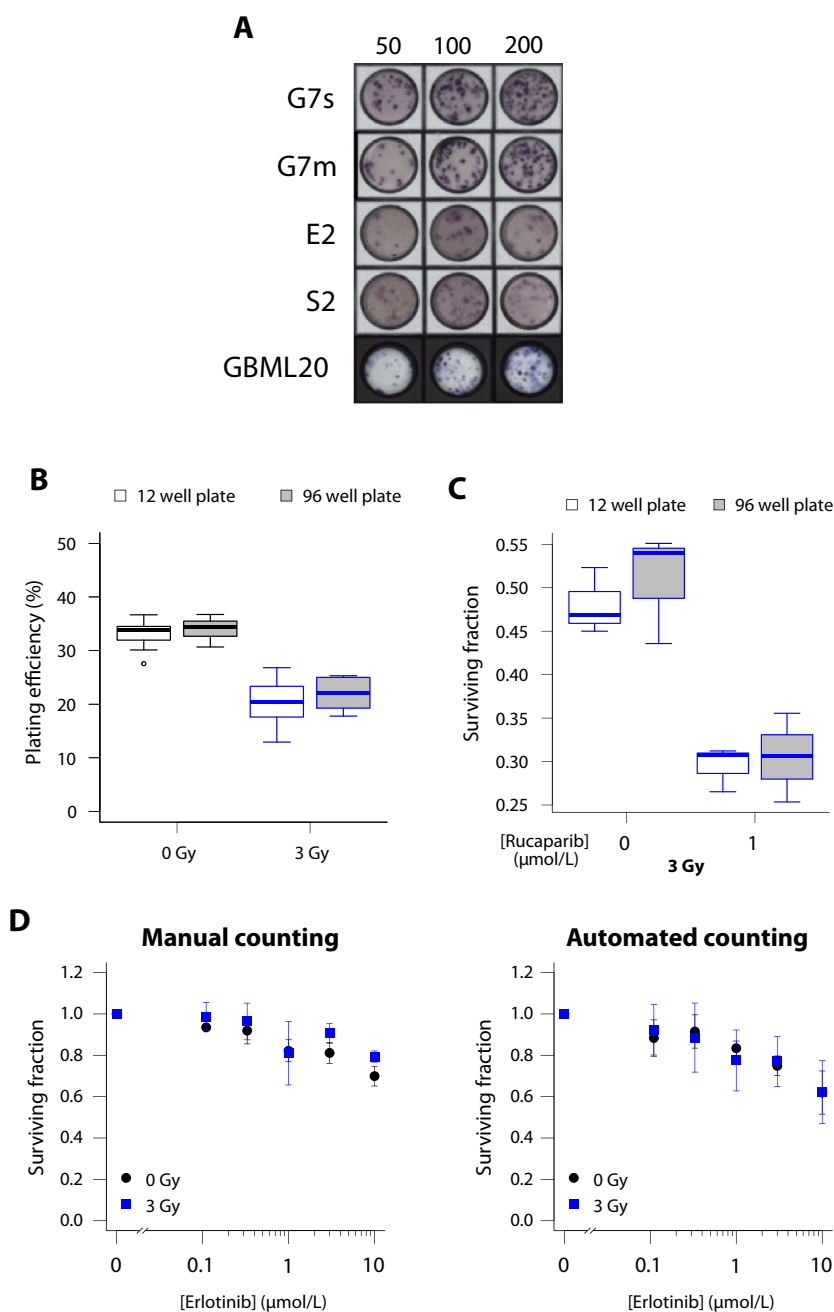 A
50 100 200
G7s
G7m
E2
S2
GBML20
B
12 well plate 96 well plate
Plating efficiency (%)
50
40
30
20
10
0
0 Gy 3 Gy
C
12 well plate 96 well plate
Surviving fraction
0.55
0.50
0.45
0.40
0.35
0.30
0.25
[Rucaparib]
(μmol/L)
0 1
3 Gy
D
Manual counting
Surviving fraction
1.2
1.0
0.8
0.6
0.4
0.2
0.0
0 Gy
3 Gy
0 0.1 1 10
[Erlotinib] (μmol/L)
Automated counting
Surviving fraction
1.2
1.0
0.8
0.6
0.4
0.2
0.0
0 Gy
3 Gy
0 0.1 1 10
[Erlotinib] (μmol/L)